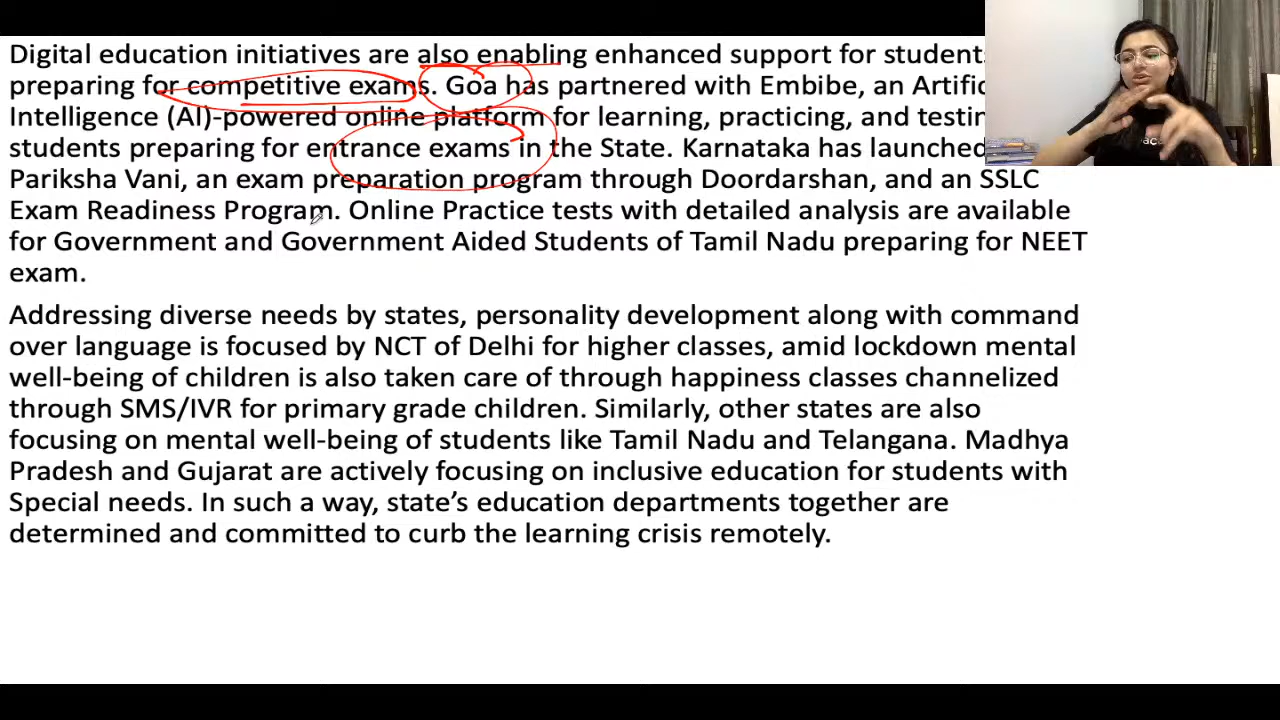 Digital education initiatives are also enabling enhanced support for student
preparing for competitive exams. Goa has partnered with Embibe, an Artific
Intelligence (AI)-powered online platform for learning, practicing, and testin
students preparing for entrance exams in the State. Karnataka has launched
Pariksha Vani, an exam preparation program through Doordarshan, and an SSLC
Exam Readiness Program. Online Practice tests with detailed analysis are available
for Government and Government Aided Students of Tamil Nadu preparing for NEET
exam.
Addressing diverse needs by states, personality development along with command
over language is focused by NCT of Delhi for higher classes, amid lockdown mental
well-being of children is also taken care of through happiness classes channelized
through SMS/IVR for primary grade children. Similarly, other states are also
focusing on mental well-being of students like Tamil Nadu and Telangana. Madhya
Pradesh and Gujarat are actively focusing on inclusive education for students with
Special needs. In such a way, state's education departments together are
determined and committed to curb the learning crisis remotely.